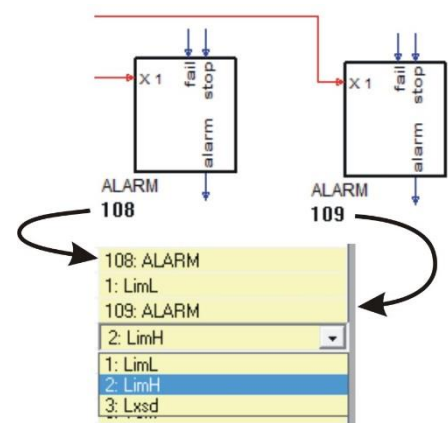 X 1
fail
stop
alarm
ALARM
108
X 1
fail
stop
alarm
ALARM
109
108: ALARM
1: LimL
109: ALARM
2: LimH
1: LimL
2: LimH
3: Lxsd